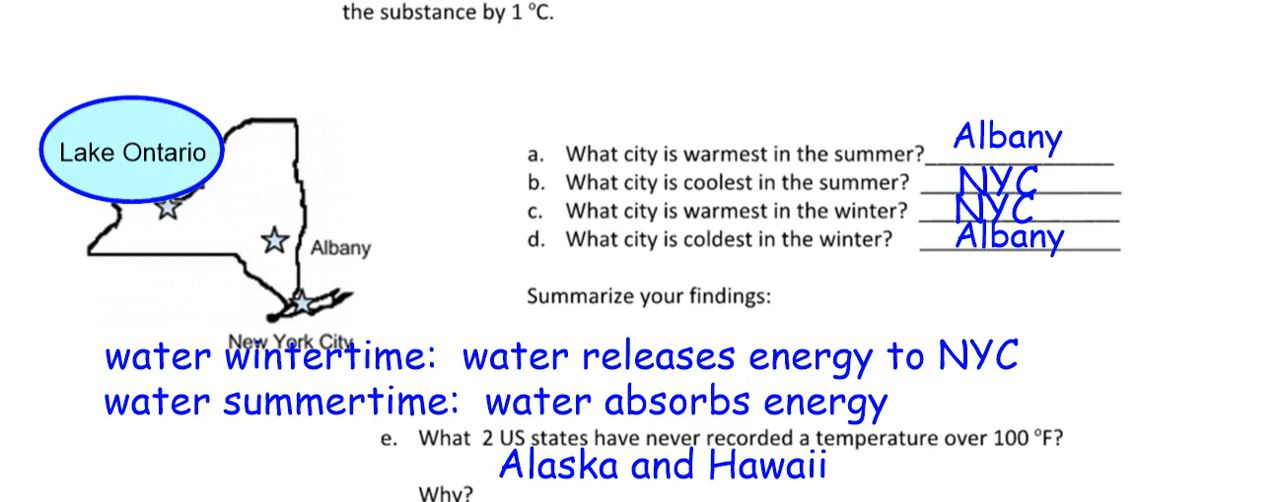 the substance by 1 °C.
Lake Ontario
a. What city is warmest in the summer? Albany
b. What city is coolest in the summer? NYC
c. What city is warmest in the winter? NYC
d. What city is coldest in the winter? Albany
Albany
Summarize your findings:
New York City
water wintertime: water releases energy to NYC
water summertime: water absorbs energy
e. What 2 US states have never recorded a temperature over 100 °F?
Alaska and Hawaii
Why?